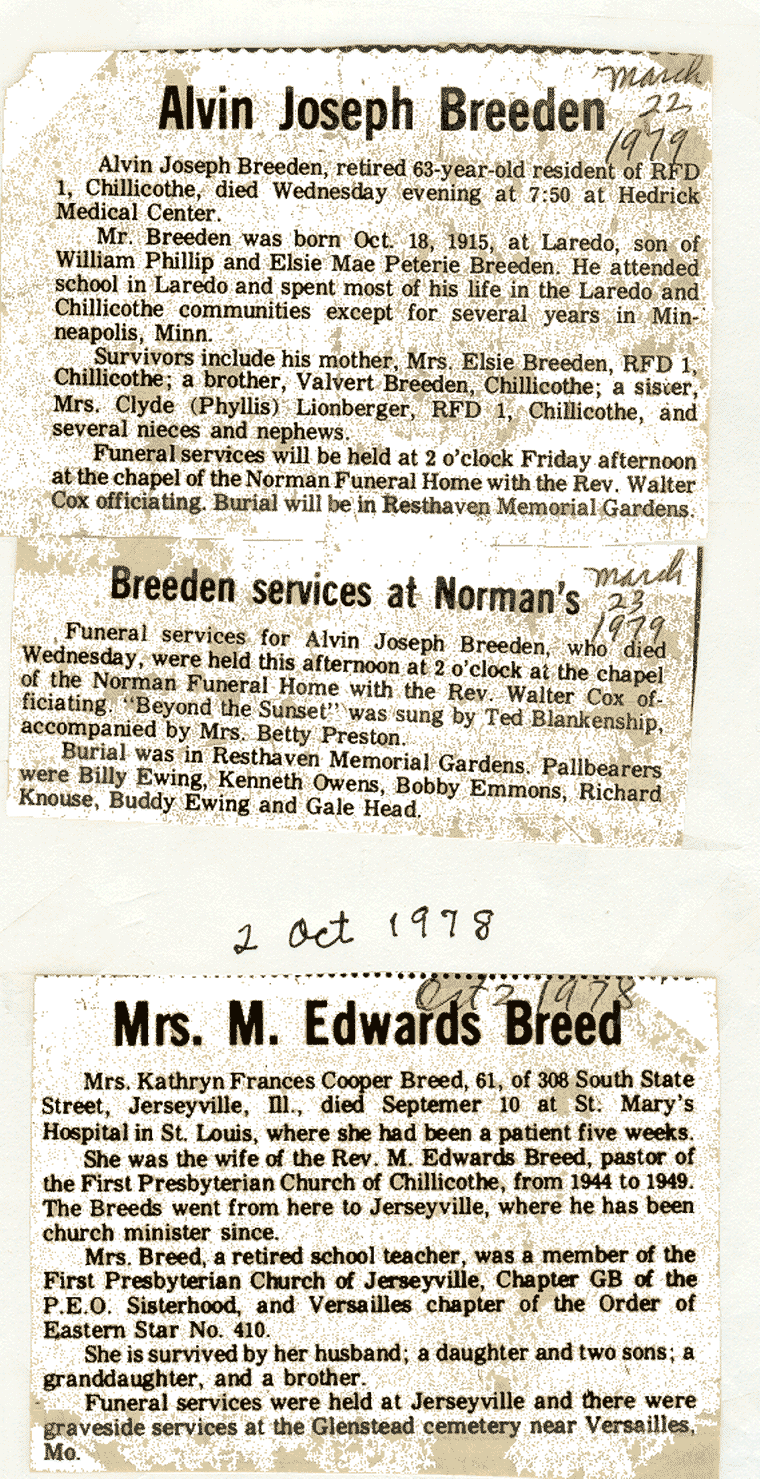 March
22
1979
Alvin Joseph Breeden
Alvin Joseph Breeden, retired 63-year-old resident of RFD
1, Chillicothe, died Wednesday evening at 7:50 at Hedrick
Medical Center.
Mr. Breeden was born Oct. 18, 1915, at Laredo, son of
William Phillip and Elsie Mae Peterie Breeden. He attended
school in Laredo and spent most of his life in the Laredo and
Chillicothe communities except for several years in Min-
neapolis, Minn.
Survivors include his mother, Mrs. Elsie Breeden, RFD 1,
Chillicothe; a brother, Valvert Breeden, Chillicothe; a sister,
Mrs. Clyde (Phyllis) Lionberger, RFD 1, Chillicothe, and
several nieces and nephews.
Funeral services will be held at 2 o'clock Friday afternoon
at the chapel of the Norman Funeral Home with the Rev. Walter
Cox officiating. Burial will be in Resthaven Memorial Gardens.
March
23
1979
Breeden services at Norman's
Funeral services for Alvin Joseph Breeden, who died
Wednesday, were held this afternoon at 2 o'clock at the chapel
of the Norman Funeral Home with the Rev. Walter Cox of-
ficiating. "Beyond the Sunset" was sung by Ted Blankenship,
accompanied by Mrs. Betty Preston.
Burial was in Resthaven Memorial Gardens. Pallbearers
were Billy Ewing, Kenneth Owens, Bobby Emmons, Richard
Knouse, Buddy Ewing and Gale Head.
2 Oct 1978
Oct 2 1978
Mrs. M. Edwards Breed
Mrs. Kathryn Frances Cooper Breed, 61, of 308 South State
Street, Jerseyville, Ill., died Septemer 10 at St. Mary's
Hospital in St. Louis, where she had been a patient five weeks.
She was the wife of the Rev. M. Edwards Breed, pastor of
the First Presbyterian Church of Chillicothe, from 1944 to 1949.
The Breeds went from here to Jerseyville, where he has been
church minister since.
Mrs. Breed, a retired school teacher, was a member of the
First Presbyterian Church of Jerseyville, Chapter GB of the
P.E.O. Sisterhood, and Versailles chapter of the Order of
Eastern Star No. 410.
She is survived by her husband; a daughter and two sons; a
granddaughter, and a brother.
Funeral services were held at Jerseyville and there were
graveside services at the Glenstead cemetery near Versailles,
Mo.